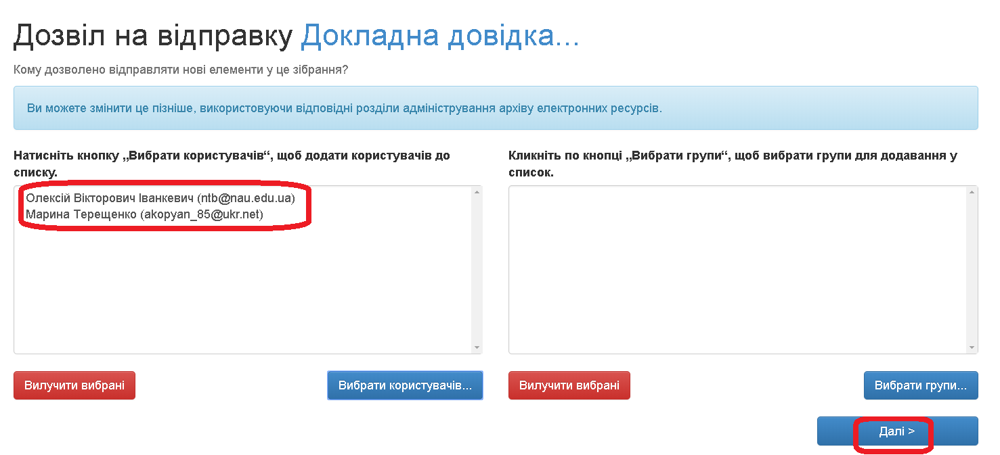 Дозвіл на відправку Докладна довідка...
Кому дозволено відправляти нові елементи у це зібрання?
Ви можете змінити це пізніше, використовуючи відповідні розділи адміністрування архіву електронних ресурсів.
Натисніть кнопку „Вибрати користувачів“, щоб додати користувачів до
списку.
Олексій Вікторович Іванкевич (ntb@nau.edu.ua)
Марина Терещенко (akopyan_85@ukr.net)
Вилучити вибрані
Вибрати користувачів...
Кликніть по кнопці „Вибрати групи“, щоб вибрати групи для додавання у
список.
Вилучити вибрані
Вибрати групи...
Далі >